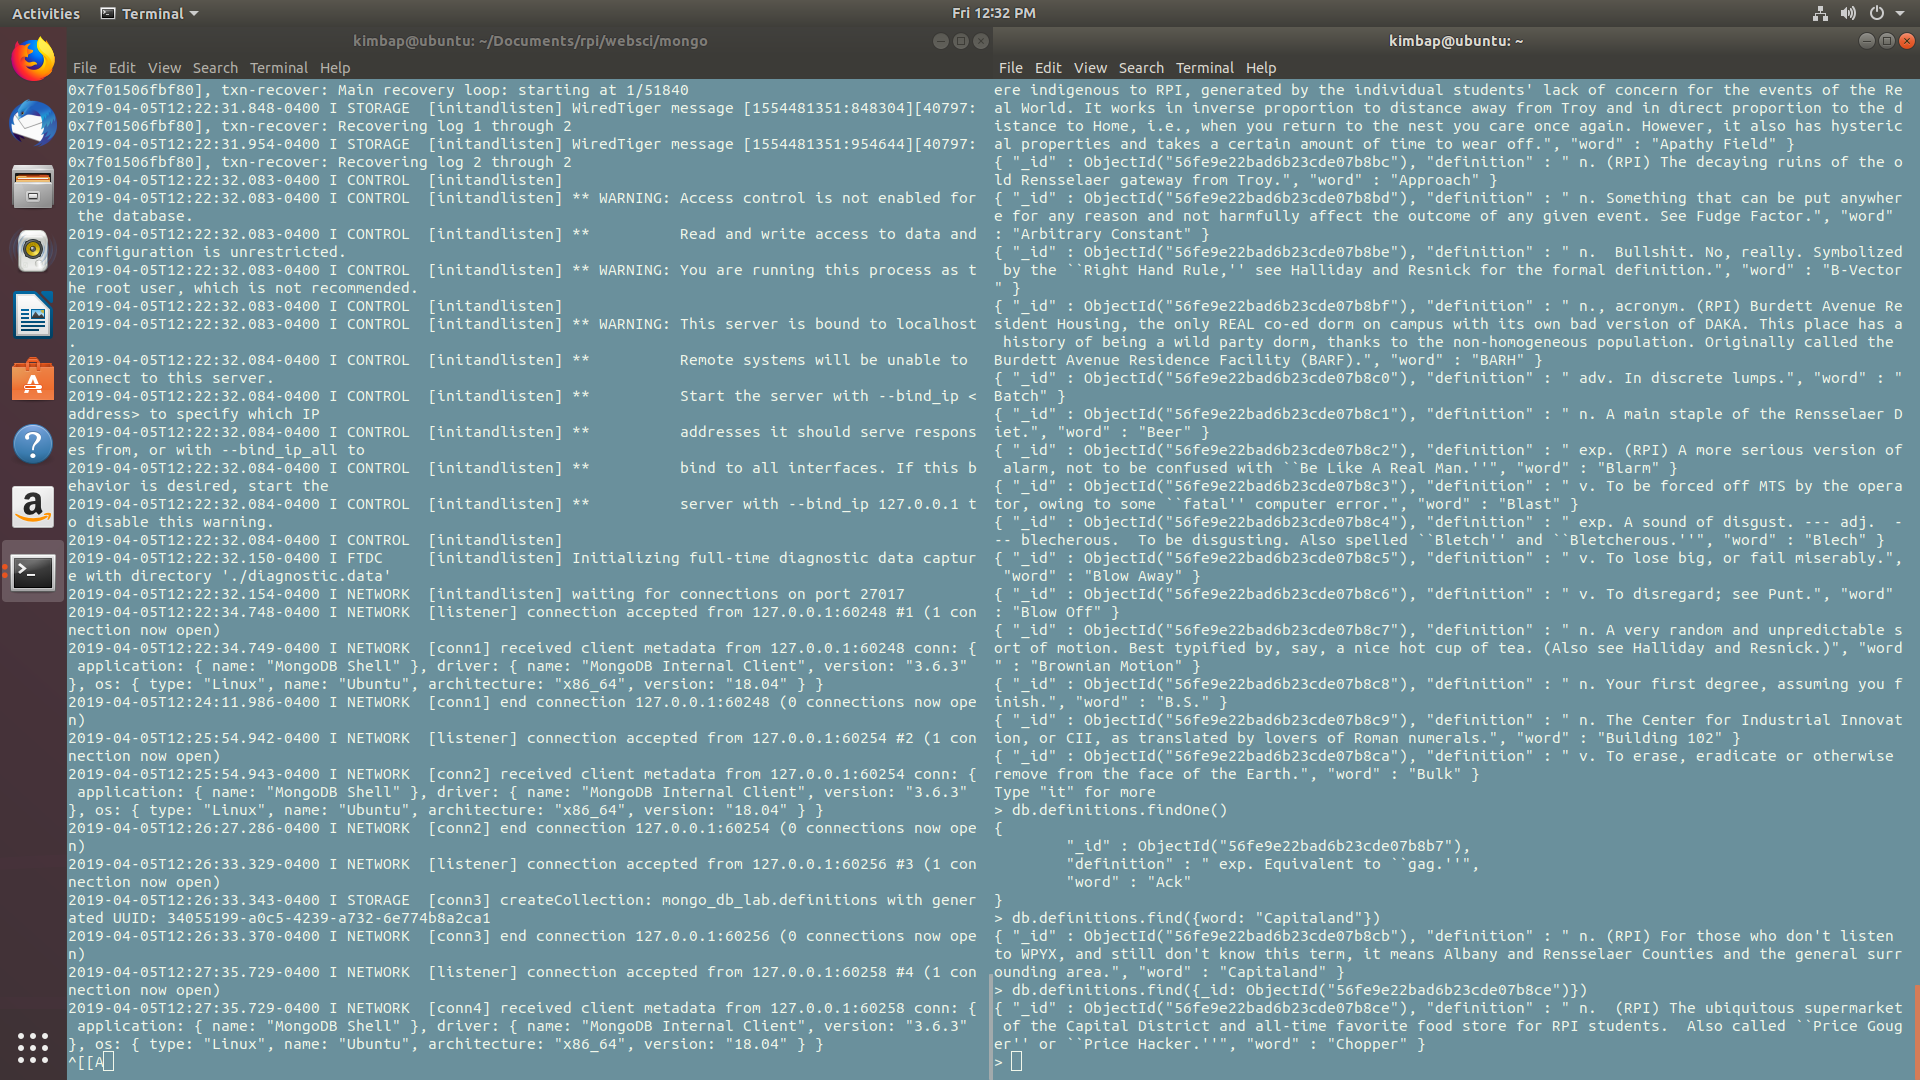 Activities Terminal Fri 12:32 PM
kimbap@ubuntu: ~/Documents/rpi/websci/mongo
File Edit View Search Terminal Help
0x7f01506fbf80], txn-recover: Main recovery loop: starting at 1/51840
2019-04-05T12:22:31.848-0400 I STORAGE  [initandlisten] WiredTiger message [1554481351:848304][40797:
0x7f01506fbf80], txn-recover: Recovering log 1 through 2
2019-04-05T12:22:31.954-0400 I STORAGE  [initandlisten] WiredTiger message [1554481351:954644][40797:
0x7f01506fbf80], txn-recover: Recovering log 2 through 2
2019-04-05T12:22:32.083-0400 I CONTROL  [initandlisten]
2019-04-05T12:22:32.083-0400 I CONTROL  [initandlisten] ** WARNING: Access control is not enabled for
 the database.
2019-04-05T12:22:32.083-0400 I CONTROL  [initandlisten] **          Read and write access to data and
 configuration is unrestricted.
2019-04-05T12:22:32.083-0400 I CONTROL  [initandlisten] ** WARNING: You are running this process as t
he root user, which is not recommended.
2019-04-05T12:22:32.083-0400 I CONTROL  [initandlisten]
2019-04-05T12:22:32.083-0400 I CONTROL  [initandlisten] ** WARNING: This server is bound to localhost
.
2019-04-05T12:22:32.084-0400 I CONTROL  [initandlisten] **          Remote systems will be unable to
connect to this server.
2019-04-05T12:22:32.084-0400 I CONTROL  [initandlisten] **          Start the server with --bind_ip <
address> to specify which IP
2019-04-05T12:22:32.084-0400 I CONTROL  [initandlisten] **          addresses it should serve respons
es from, or with --bind_ip_all to
2019-04-05T12:22:32.084-0400 I CONTROL  [initandlisten] **          bind to all interfaces. If this b
ehavior is desired, start the
2019-04-05T12:22:32.084-0400 I CONTROL  [initandlisten] **          server with --bind_ip 127.0.0.1 t
o disable this warning.
2019-04-05T12:22:32.084-0400 I CONTROL  [initandlisten]
2019-04-05T12:22:32.150-0400 I FTDC     [initandlisten] Initializing full-time diagnostic data captur
e with directory './diagnostic.data'
2019-04-05T12:22:32.154-0400 I NETWORK  [initandlisten] waiting for connections on port 27017
2019-04-05T12:22:34.748-0400 I NETWORK  [listener] connection accepted from 127.0.0.1:60248 #1 (1 con
nection now open)
2019-04-05T12:22:34.749-0400 I NETWORK  [conn1] received client metadata from 127.0.0.1:60248 conn: {
 application: { name: "MongoDB Shell" }, driver: { name: "MongoDB Internal Client", version: "3.6.3"
}, os: { type: "Linux", name: "Ubuntu", architecture: "x86_64", version: "18.04" } }
2019-04-05T12:24:11.986-0400 I NETWORK  [conn1] end connection 127.0.0.1:60248 (0 connections now ope
n)
2019-04-05T12:25:54.942-0400 I NETWORK  [listener] connection accepted from 127.0.0.1:60254 #2 (1 con
nection now open)
2019-04-05T12:25:54.943-0400 I NETWORK  [conn2] received client metadata from 127.0.0.1:60254 conn: {
 application: { name: "MongoDB Shell" }, driver: { name: "MongoDB Internal Client", version: "3.6.3"
}, os: { type: "Linux", name: "Ubuntu", architecture: "x86_64", version: "18.04" } }
2019-04-05T12:26:27.286-0400 I NETWORK  [conn2] end connection 127.0.0.1:60254 (0 connections now ope
n)
2019-04-05T12:26:33.329-0400 I NETWORK  [listener] connection accepted from 127.0.0.1:60256 #3 (1 con
nection now open)
2019-04-05T12:26:33.343-0400 I STORAGE  [conn3] createCollection: mongo_db_lab.definitions with gener
ated UUID: 34055199-a0c5-4239-a732-6e774b8a2ca1
2019-04-05T12:26:33.370-0400 I NETWORK  [conn3] end connection 127.0.0.1:60256 (0 connections now ope
n)
2019-04-05T12:27:35.729-0400 I NETWORK  [listener] connection accepted from 127.0.0.1:60258 #4 (1 con
nection now open)
2019-04-05T12:27:35.729-0400 I NETWORK  [conn4] received client metadata from 127.0.0.1:60258 conn: {
 application: { name: "MongoDB Shell" }, driver: { name: "MongoDB Internal Client", version: "3.6.3"
}, os: { type: "Linux", name: "Ubuntu", architecture: "x86_64", version: "18.04" } }
^[[A
kimbap@ubuntu: ~
File Edit View Search Terminal Help
ere indigenous to RPI, generated by the individual students' lack of concern for the events of the Re
al World. It works in inverse proportion to distance away from Troy and in direct proportion to the d
istance to Home, i.e., when you return to the nest you care once again. However, it also has hysteric
al properties and takes a certain amount of time to wear off.", "word" : "Apathy Field" }
{ "_id" : ObjectId("56fe9e22bad6b23cde07b8bc"), "definition" : " n. (RPI) The decaying ruins of the o
ld Rensselaer gateway from Troy.", "word" : "Approach" }
{ "_id" : ObjectId("56fe9e22bad6b23cde07b8bd"), "definition" : " n. Something that can be put anywher
e for any reason and not harmfully affect the outcome of any given event. See Fudge Factor.", "word"
: "Arbitrary Constant" }
{ "_id" : ObjectId("56fe9e22bad6b23cde07b8be"), "definition" : " n.  Bullshit. No, really. Symbolized
 by the ``Right Hand Rule,'' see Halliday and Resnick for the formal definition.", "word" : "B-Vector
" }
{ "_id" : ObjectId("56fe9e22bad6b23cde07b8bf"), "definition" : " n., acronym. (RPI) Burdett Avenue Re
sident Housing, the only REAL co-ed dorm on campus with its own bad version of DAKA. This place has a
 history of being a wild party dorm, thanks to the non-homogeneous population. Originally called the
Burdett Avenue Residence Facility (BARF).", "word" : "BARH" }
{ "_id" : ObjectId("56fe9e22bad6b23cde07b8c0"), "definition" : " adv. In discrete lumps.", "word" : "
Batch" }
{ "_id" : ObjectId("56fe9e22bad6b23cde07b8c1"), "definition" : " n. A main staple of the Rensselaer D
iet.", "word" : "Beer" }
{ "_id" : ObjectId("56fe9e22bad6b23cde07b8c2"), "definition" : " exp. (RPI) A more serious version of
 alarm, not to be confused with ``Be Like A Real Man.''", "word" : "Blarm" }
{ "_id" : ObjectId("56fe9e22bad6b23cde07b8c3"), "definition" : " v. To be forced off MTS by the opera
tor, owing to some ``fatal'' computer error.", "word" : "Blast" }
{ "_id" : ObjectId("56fe9e22bad6b23cde07b8c4"), "definition" : " exp. A sound of disgust. --- adj.  -
-- blecherous.  To be disgusting. Also spelled ``Bletch'' and ``Bletcherous.''", "word" : "Blech" }
{ "_id" : ObjectId("56fe9e22bad6b23cde07b8c5"), "definition" : " v. To lose big, or fail miserably.",
 "word" : "Blow Away" }
{ "_id" : ObjectId("56fe9e22bad6b23cde07b8c6"), "definition" : " v. To disregard; see Punt.", "word"
: "Blow Off" }
{ "_id" : ObjectId("56fe9e22bad6b23cde07b8c7"), "definition" : " n. A very random and unpredictable s
ort of motion. Best typified by, say, a nice hot cup of tea. (Also see Halliday and Resnick.)", "word
" : "Brownian Motion" }
{ "_id" : ObjectId("56fe9e22bad6b23cde07b8c8"), "definition" : " n. Your first degree, assuming you f
inish.", "word" : "B.S." }
{ "_id" : ObjectId("56fe9e22bad6b23cde07b8c9"), "definition" : " n. The Center for Industrial Innovat
ion, or CII, as translated by lovers of Roman numerals.", "word" : "Building 102" }
{ "_id" : ObjectId("56fe9e22bad6b23cde07b8ca"), "definition" : " v. To erase, eradicate or otherwise
remove from the face of the Earth.", "word" : "Bulk" }
Type "it" for more
> db.definitions.findOne()
{
        "_id" : ObjectId("56fe9e22bad6b23cde07b8b7"),
        "definition" : " exp. Equivalent to ``gag.''",
        "word" : "Ack"
}
> db.definitions.find({word: "Capitaland"})
{ "_id" : ObjectId("56fe9e22bad6b23cde07b8cb"), "definition" : " n. (RPI) For those who don't listen
to WPYX, and still don't know this term, it means Albany and Rensselaer Counties and the general surr
ounding area.", "word" : "Capitaland" }
> db.definitions.find({_id: ObjectId("56fe9e22bad6b23cde07b8ce")})
{ "_id" : ObjectId("56fe9e22bad6b23cde07b8ce"), "definition" : " n.  (RPI) The ubiquitous supermarket
 of the Capital District and all-time favorite food store for RPI students.  Also called ``Price Goug
er'' or ``Price Hacker.''", "word" : "Chopper" }
>